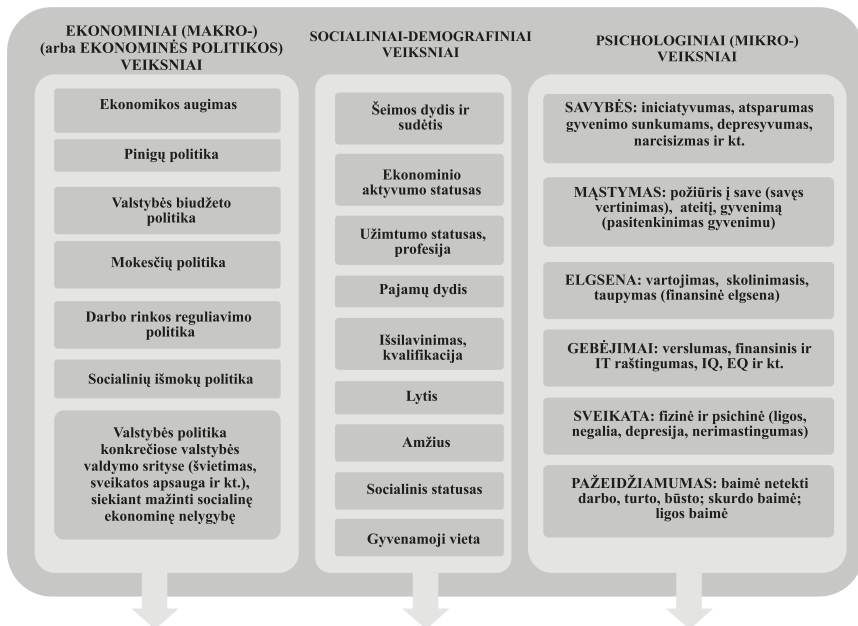 EKONOMINIAI (MAKRO-)
(arba EKONOMINĖS POLITIKOS)
VEIKSNIAI
Ekonomikos augimas
Pinigų politika
Valstybės biudžeto
politika
Mokesčių politika
Darbo rinkos reguliavimo
politika
Socialinių išmokų politika
Valstybės politika
konkrečiose valstybės
valdymo srityse (švietimas,
sveikatos apsauga ir kt.),
siekiant mažinti socialinę
ekonominę nelygybę
SOCIALINIAI-DEMOGRAFINIAI
VEIKSNIAI
Šeimos dydis ir
sudėtis
Ekonominio
aktyvumo statusas
Užimtumo statusas,
profesija
Pajamų dydis
Išsilavinimas,
kvalifikacija
Lytis
Amžius
Socialinis statusas
Gyvenamoji vieta
PSICHOLOGINIAI (MIKRO-)
VEIKSNIAI
SAVYBĖS: iniciatyvumas, atsparumas
gyvenimo sunkumams, depresyvumas,
narcisizmas ir kt.
MĄSTYMAS: požiūris į save (savęs
vertinimas), ateitį, gyvenimą
(pasitenkinimas gyvenimu)
ELGSENA: vartojimas, skolinimasis,
taupymas (finansinė elgsena)
GEBĖJIMAI: verslumas, finansinis ir
IT raštingumas, IQ, EQ ir kt.
SVEIKATA: fizinė ir psichinė (ligos,
negalia, depresija, nerimastingumas)
PAŽEIDŽIAMUMAS: baimė netekti
darbo, turto, būsto; skurdo baimė;
ligos baimė